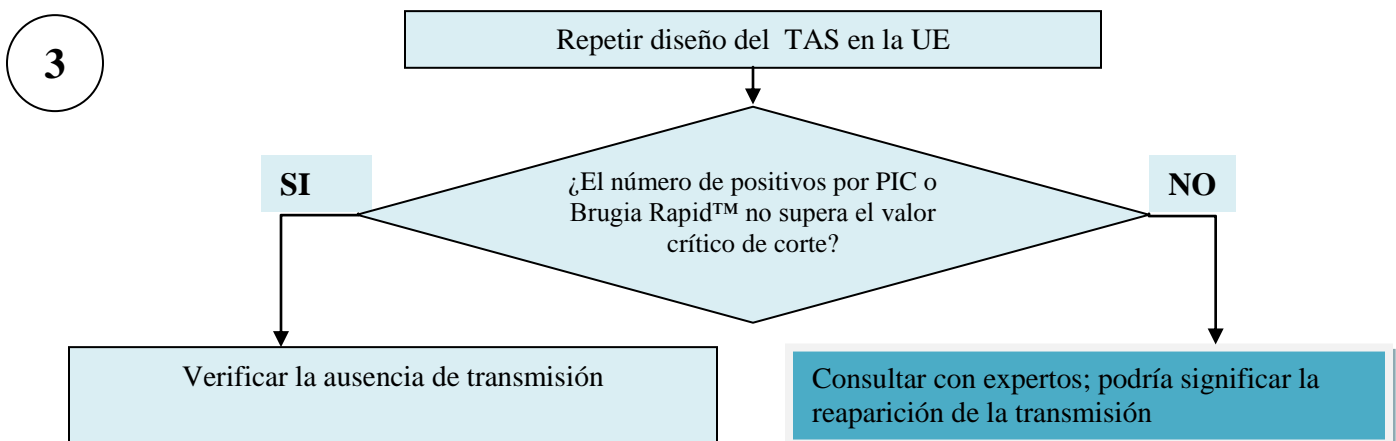 3
Repetir diseño del TAS en la UE
SI
¿El número de positivos por PIC o
Brugia Rapid™ no supera el valor
crítico de corte?
NO
Verificar la ausencia de transmisión
Consultar con expertos; podría significar la
reaparición de la transmisión